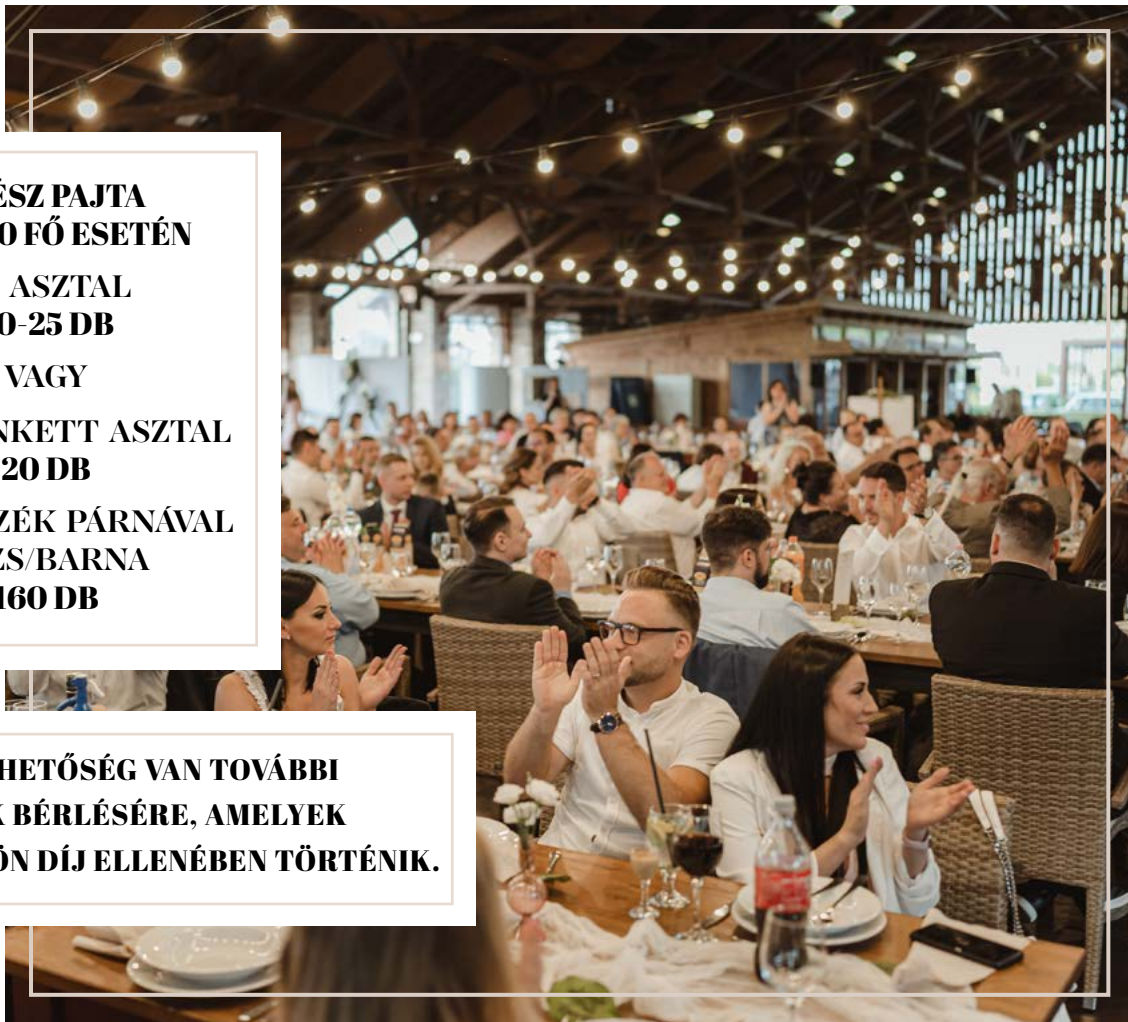 ÉSZ PAJTA
0 FŐ ESETÉN
ASZTAL
0-25 DB
VAGY
NKETT ASZTAL
20 DB
ZÉK PÁRNÁVAL
ZS/BARNA
160 DB
HETŐSÉG VAN TOVÁBBI
K BÉRLÉSÉRE, AMELYEK
ÖN DÍJ ELLENÉBEN TÖRTÉNIK.